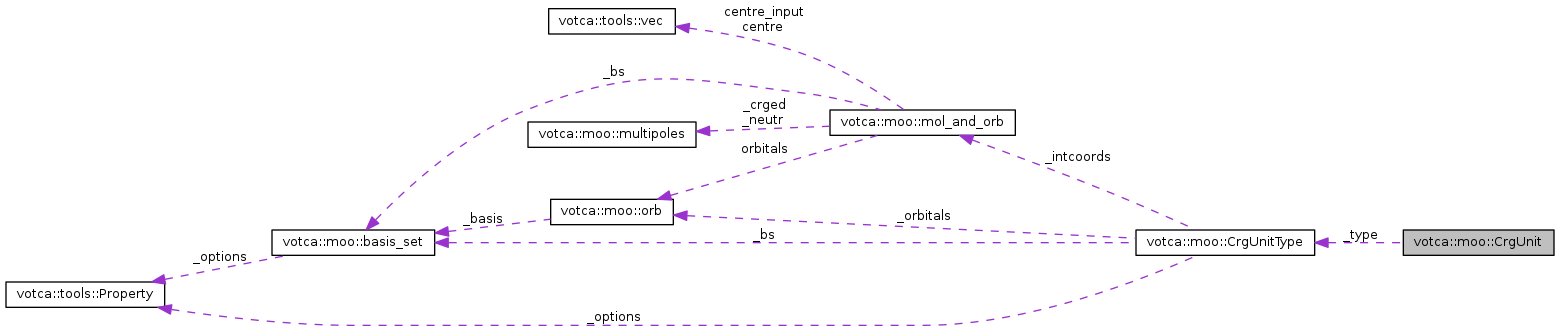 votca::tools::vec
centre_input
centre
_bs
_crged
_neutr
votca::moo::multipoles
votca::moo::mol_and_orb
orbitals
_intcoords
votca::moo::orb
_orbitals
_basis
votca::moo::basis_set
_bs
votca::moo::CrgUnitType
_type
votca::moo::CrgUnit
_options
votca::tools::Property
_options